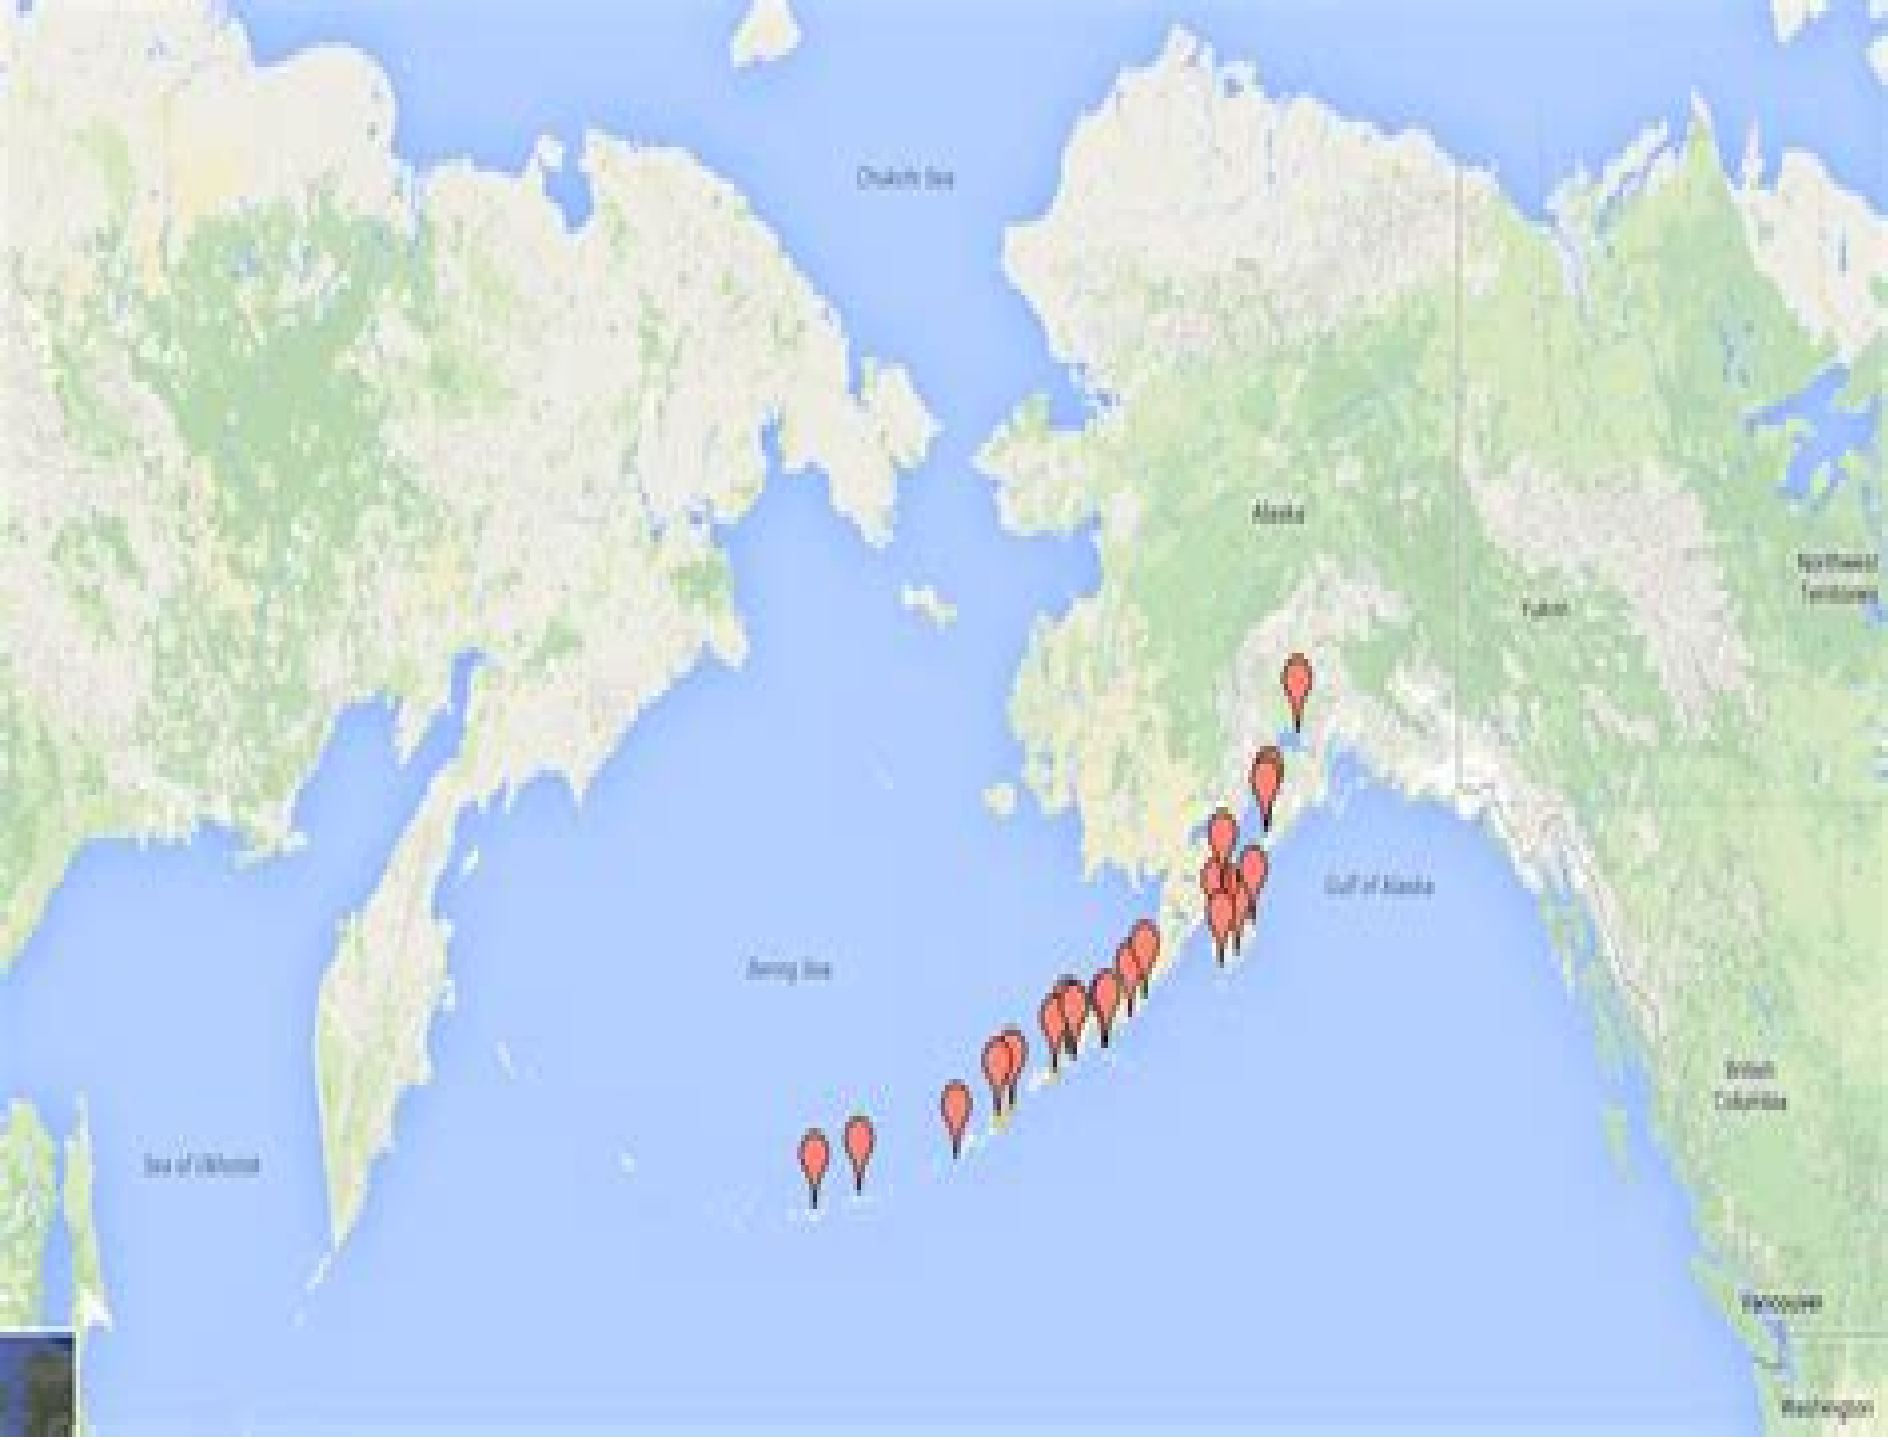 Chukchi Sea
Alaska
Northwest
Territories
Yukon
Gulf of Alaska
Bering Sea
British
Columbia
Sea of Okhotsk
Vancouver
Washington